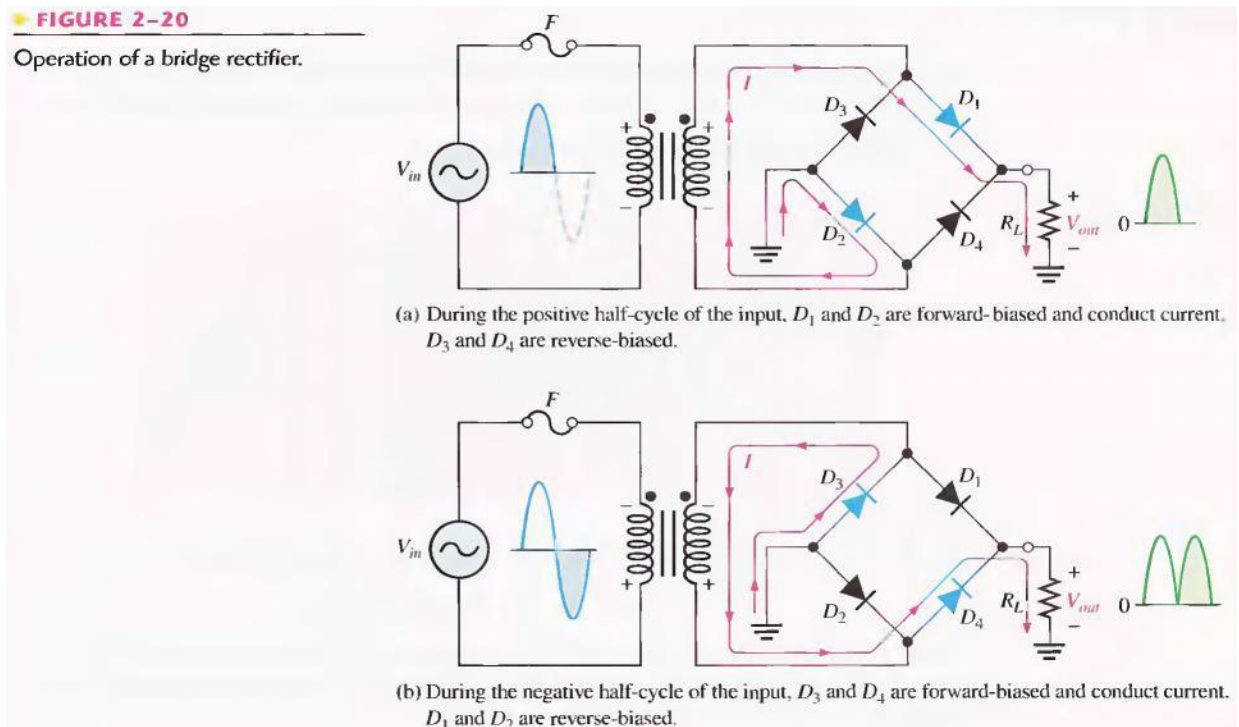 FIGURE 2–20
Operation of a bridge rectifier.
F
I
D3
D1
Vin
+
+
–
–
D2
D4
RL
+
Vout
–
0
(a) During the positive half-cycle of the input, D1 and D2 are forward-biased and conduct current.
D3 and D4 are reverse-biased.
F
I
D3
D1
Vin
–
–
+
+
D2
D4
RL
+
Vout
–
0
(b) During the negative half-cycle of the input, D3 and D4 are forward-biased and conduct current.
D1 and D2 are reverse-biased.